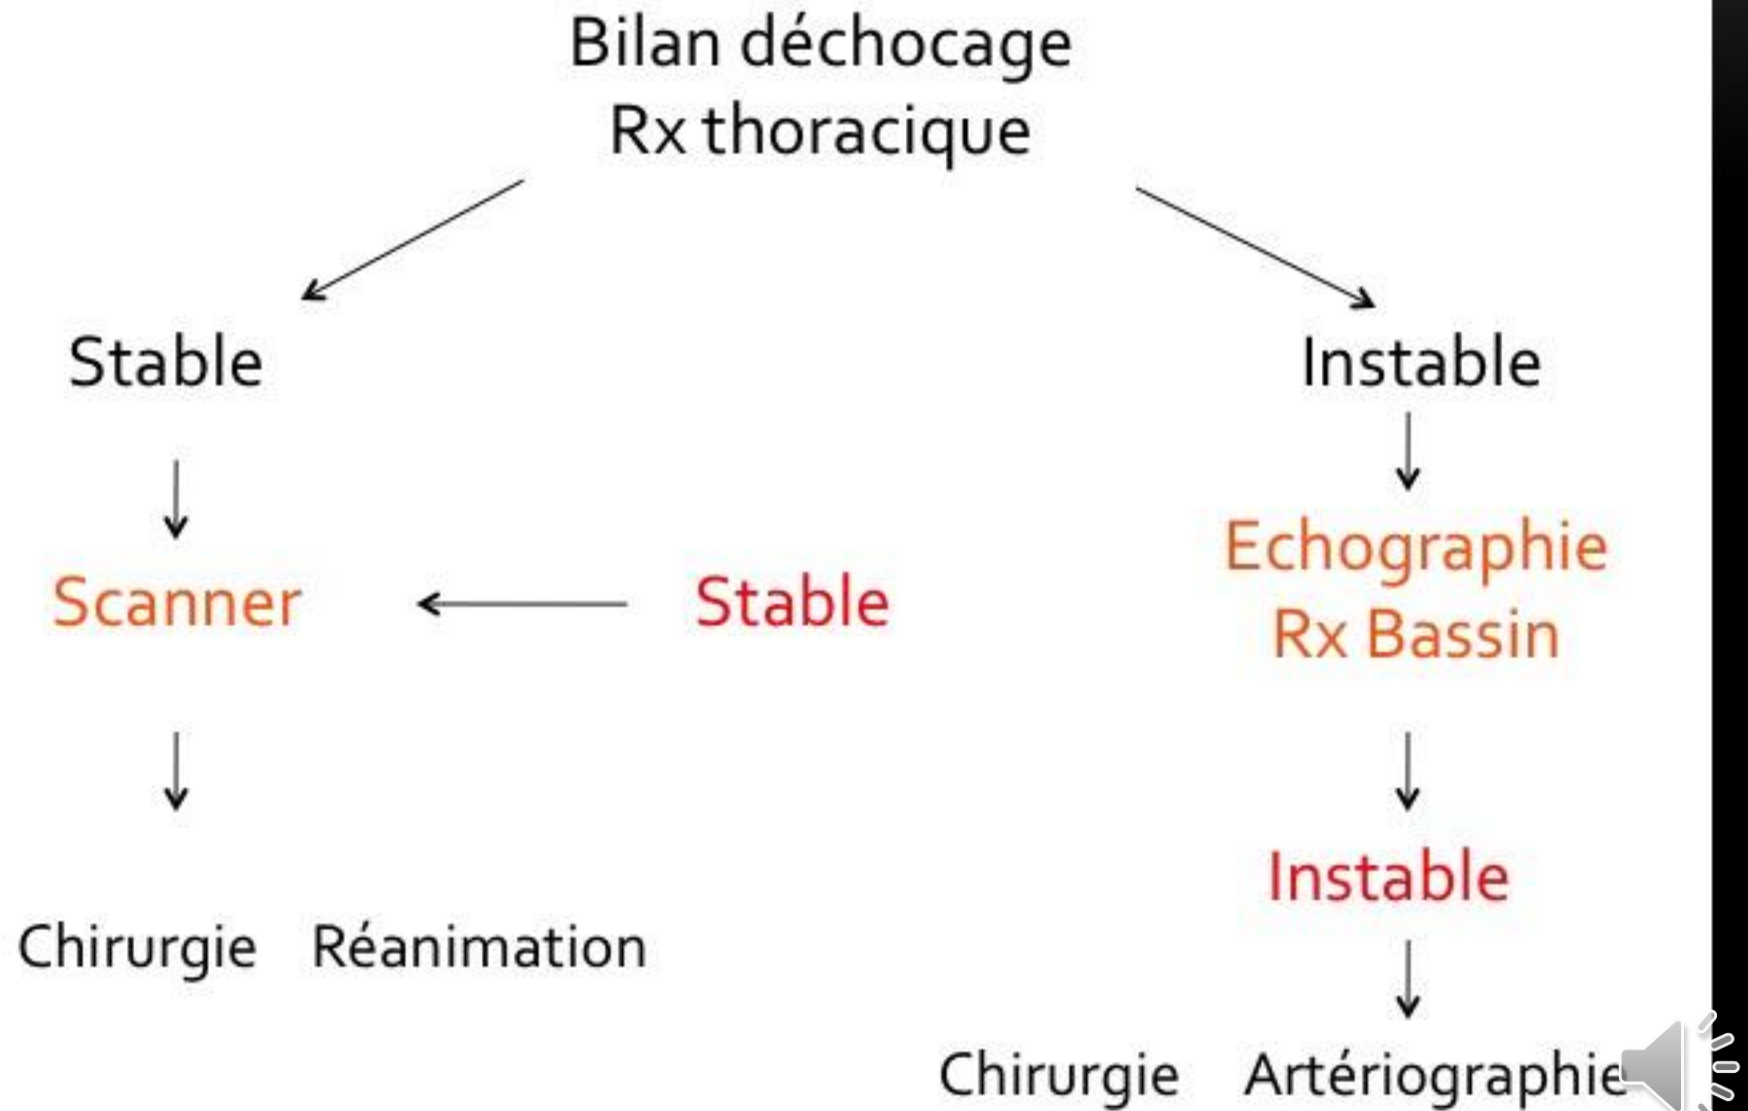 Bilan déchocage
Rx thoracique
Stable
Instable
Scanner
Stable
Echographie
Rx Bassin
Instable
Chirurgie Réanimation
Chirurgie Artériographie